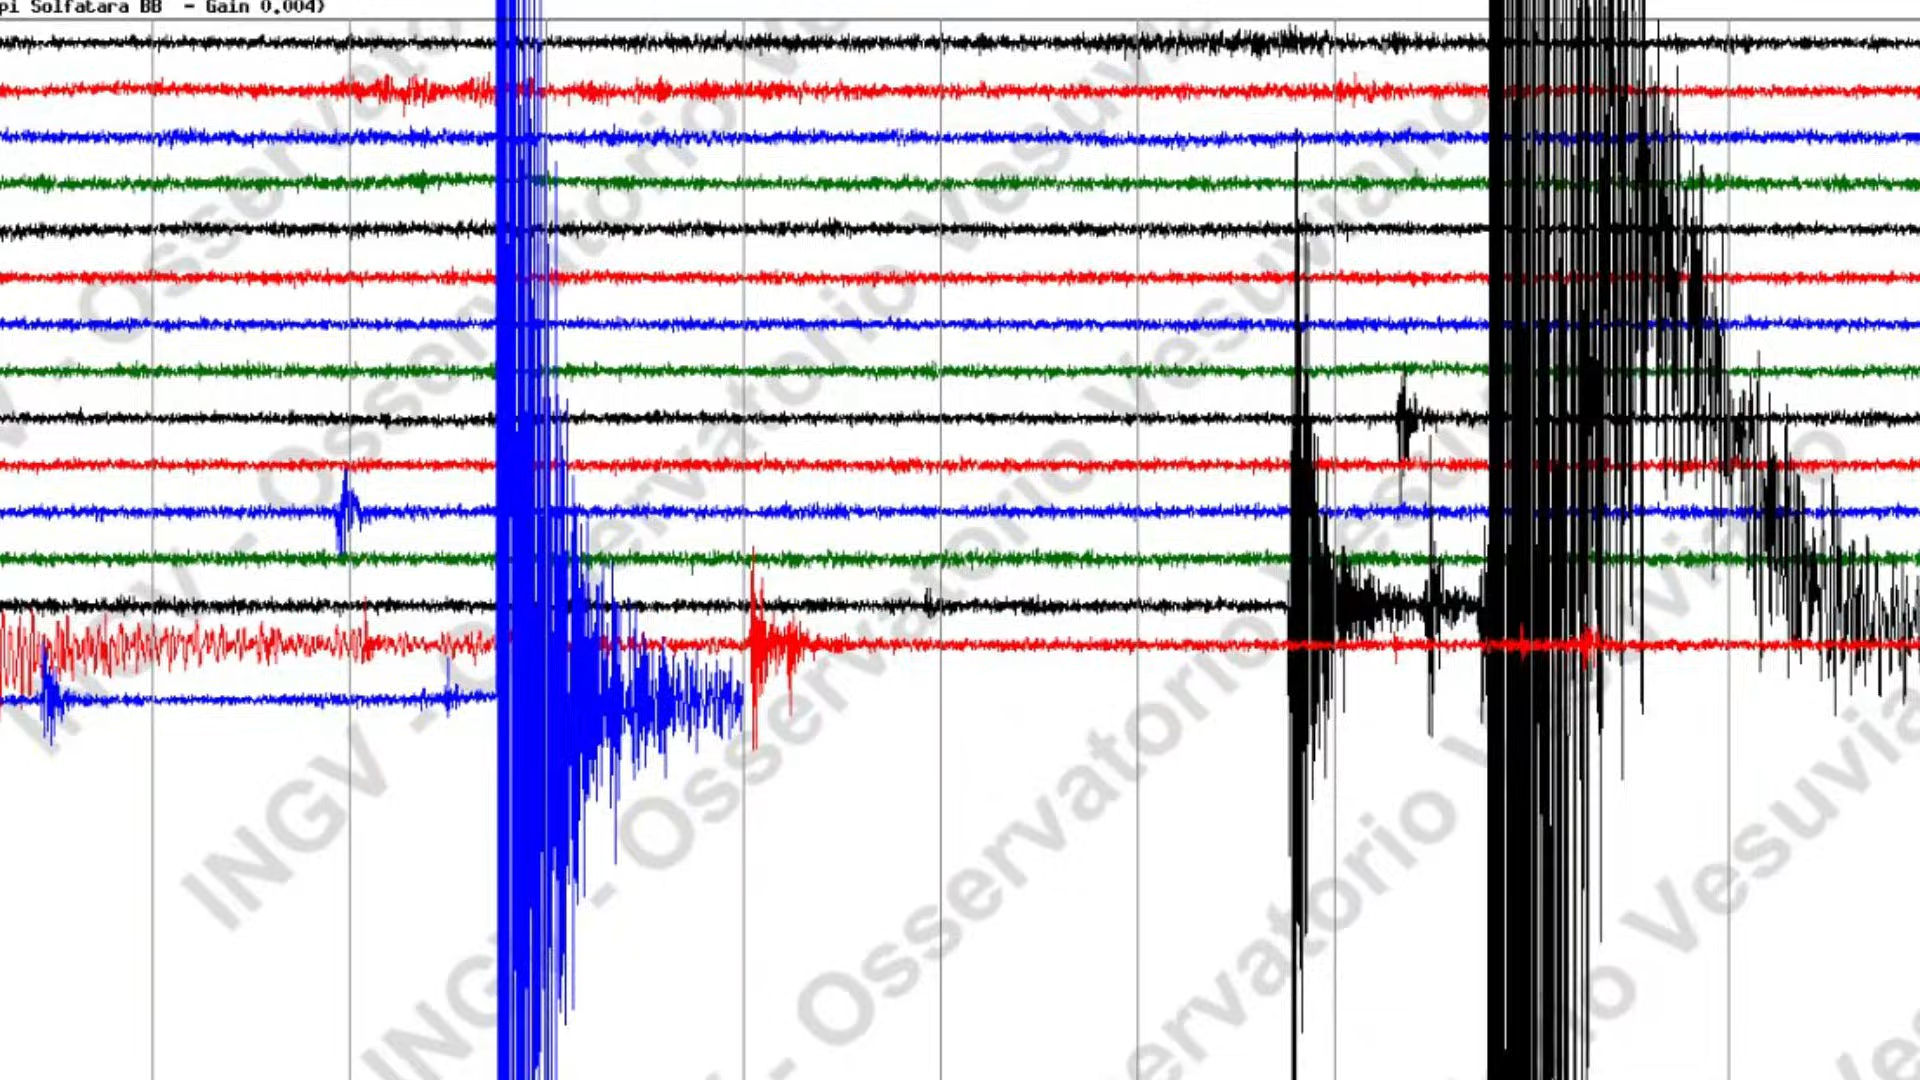 pi Solfatara BB - Gain 0.004)
INGV - Osservatorio Vesuviano
INGV - Osservatorio Vesuviano
INGV - Osservatorio Vesuviano
INGV - Osservatorio Vesuviano